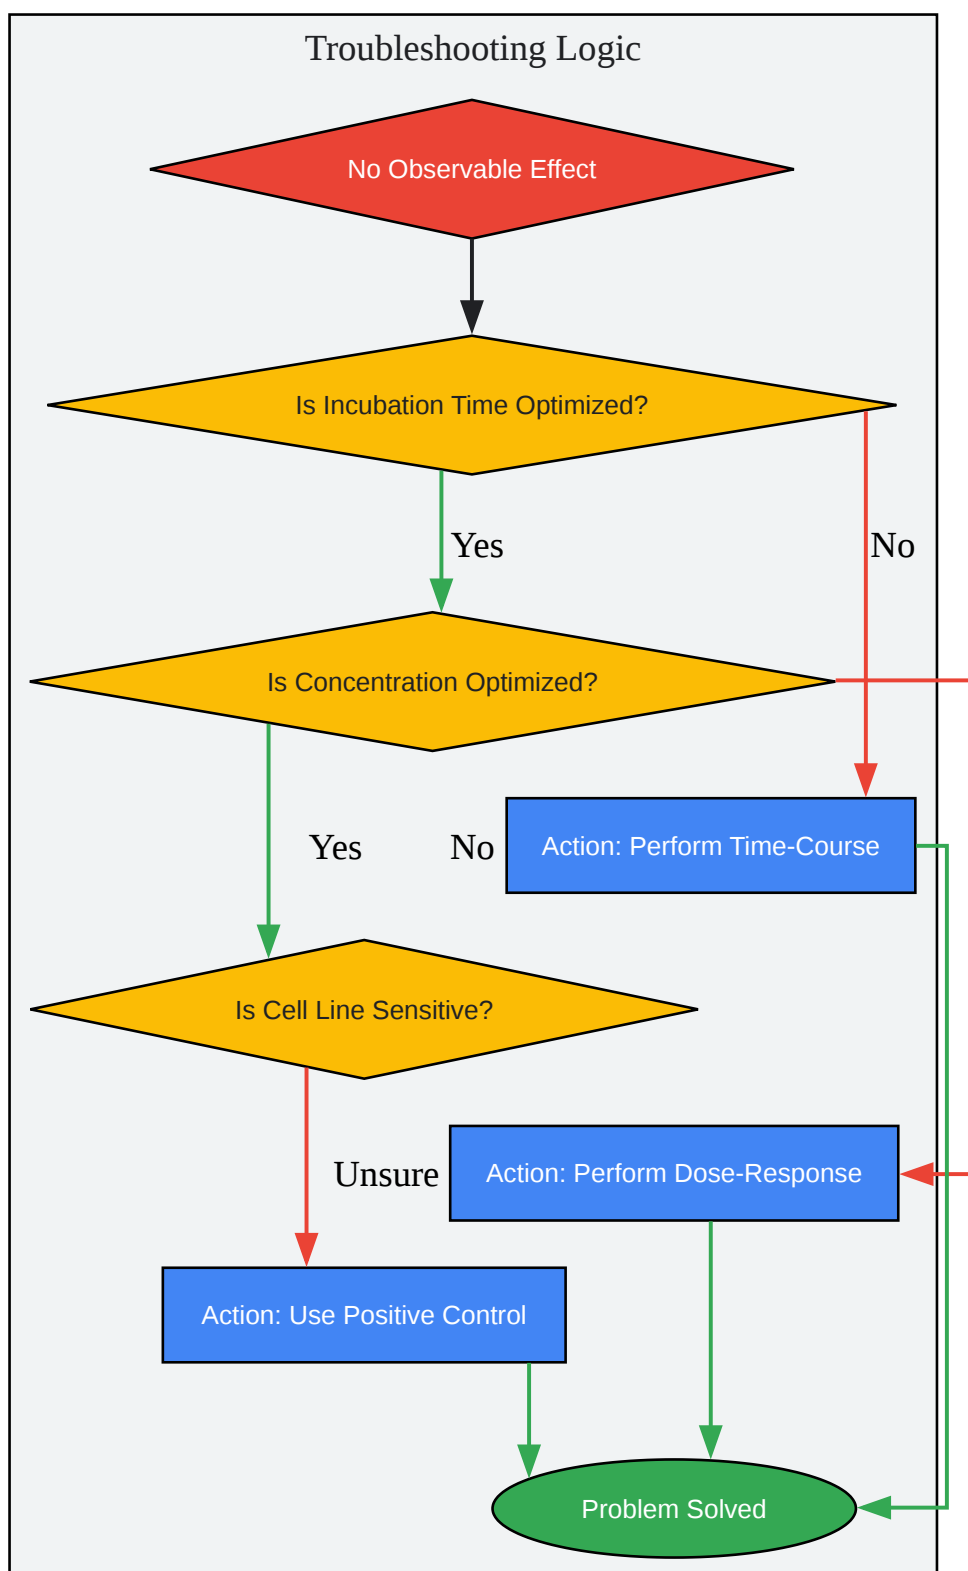 Troubleshooting Logic
No Observable Effect
Is Incubation Time Optimized?
Yes
No
Is Concentration Optimized?
Yes
No
Action: Perform Time-Course
Is Cell Line Sensitive?
Unsure
Action: Perform Dose-Response
Action: Use Positive Control
Problem Solved